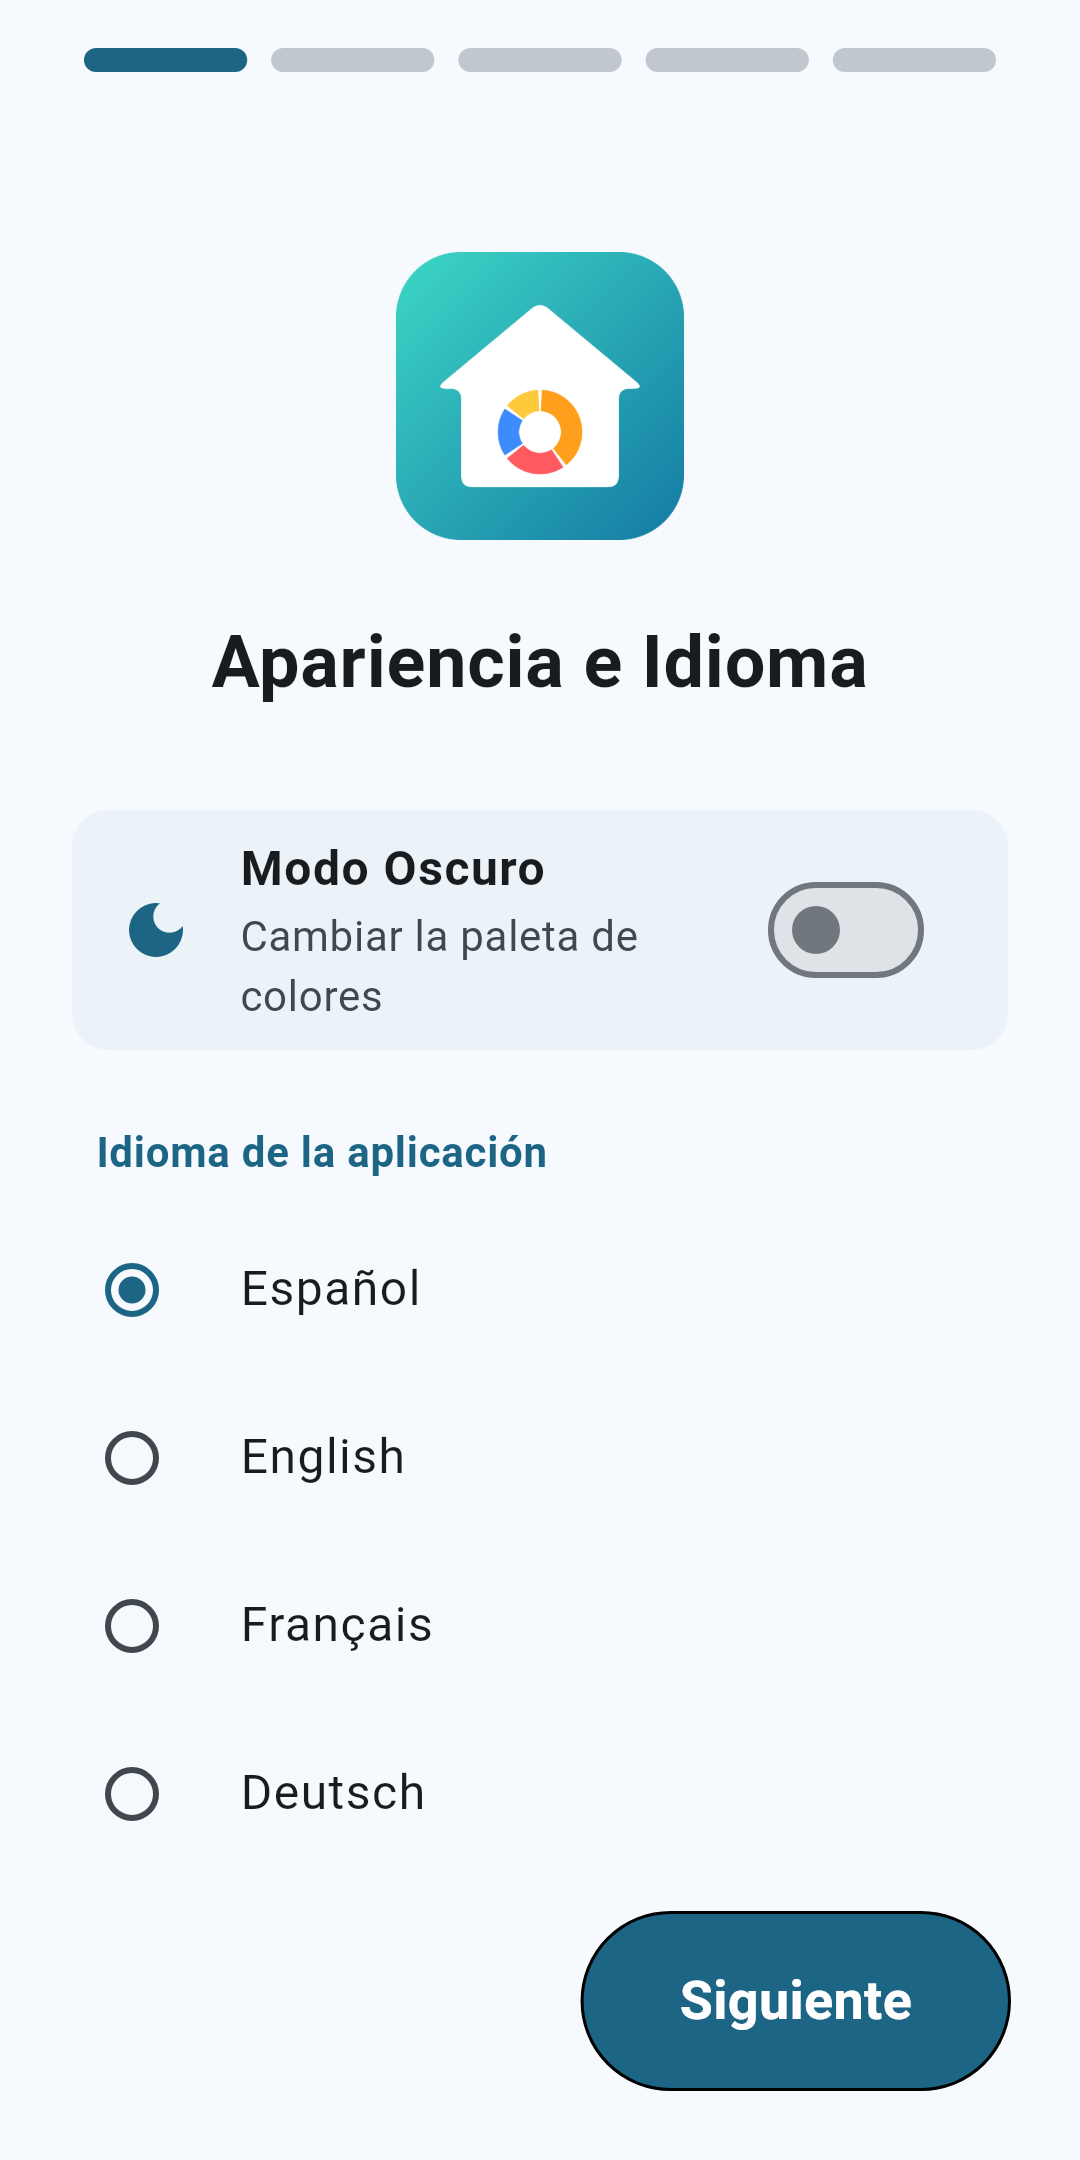 Apariencia e Idioma
Modo Oscuro
Cambiar la paleta de
colores
Idioma de la aplicación
Español
English
Français
Deutsch
Siguiente